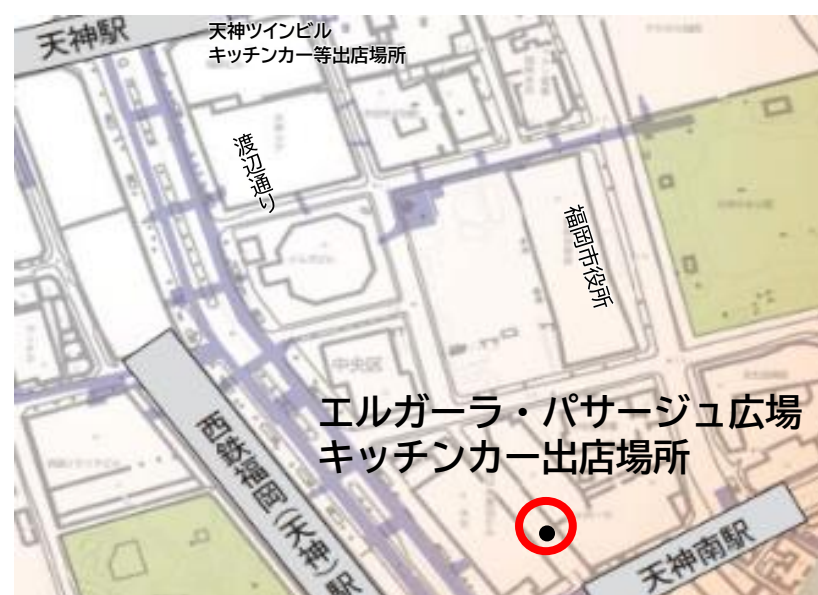 天神駅
天神ツインビル
キッチンカー等出店場所
渡辺通り
福岡市役所
中央区
エルガーラ・パサージュ広場
キッチンカー出店場所
西鉄福岡(天神)駅
天神南駅